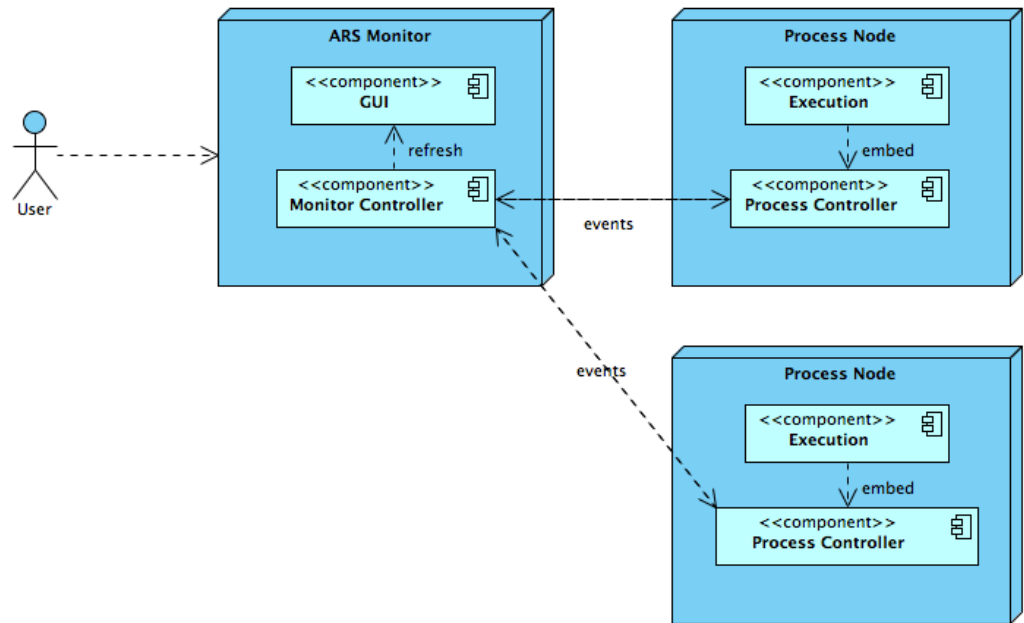 ARS Monitor
<<component>>
GUI
refresh
<<component>>
Monitor Controller
User
events
Process Node
<<component>>
Execution
embed
<<component>>
Process Controller
events
Process Node
<<component>>
Execution
embed
<<component>>
Process Controller